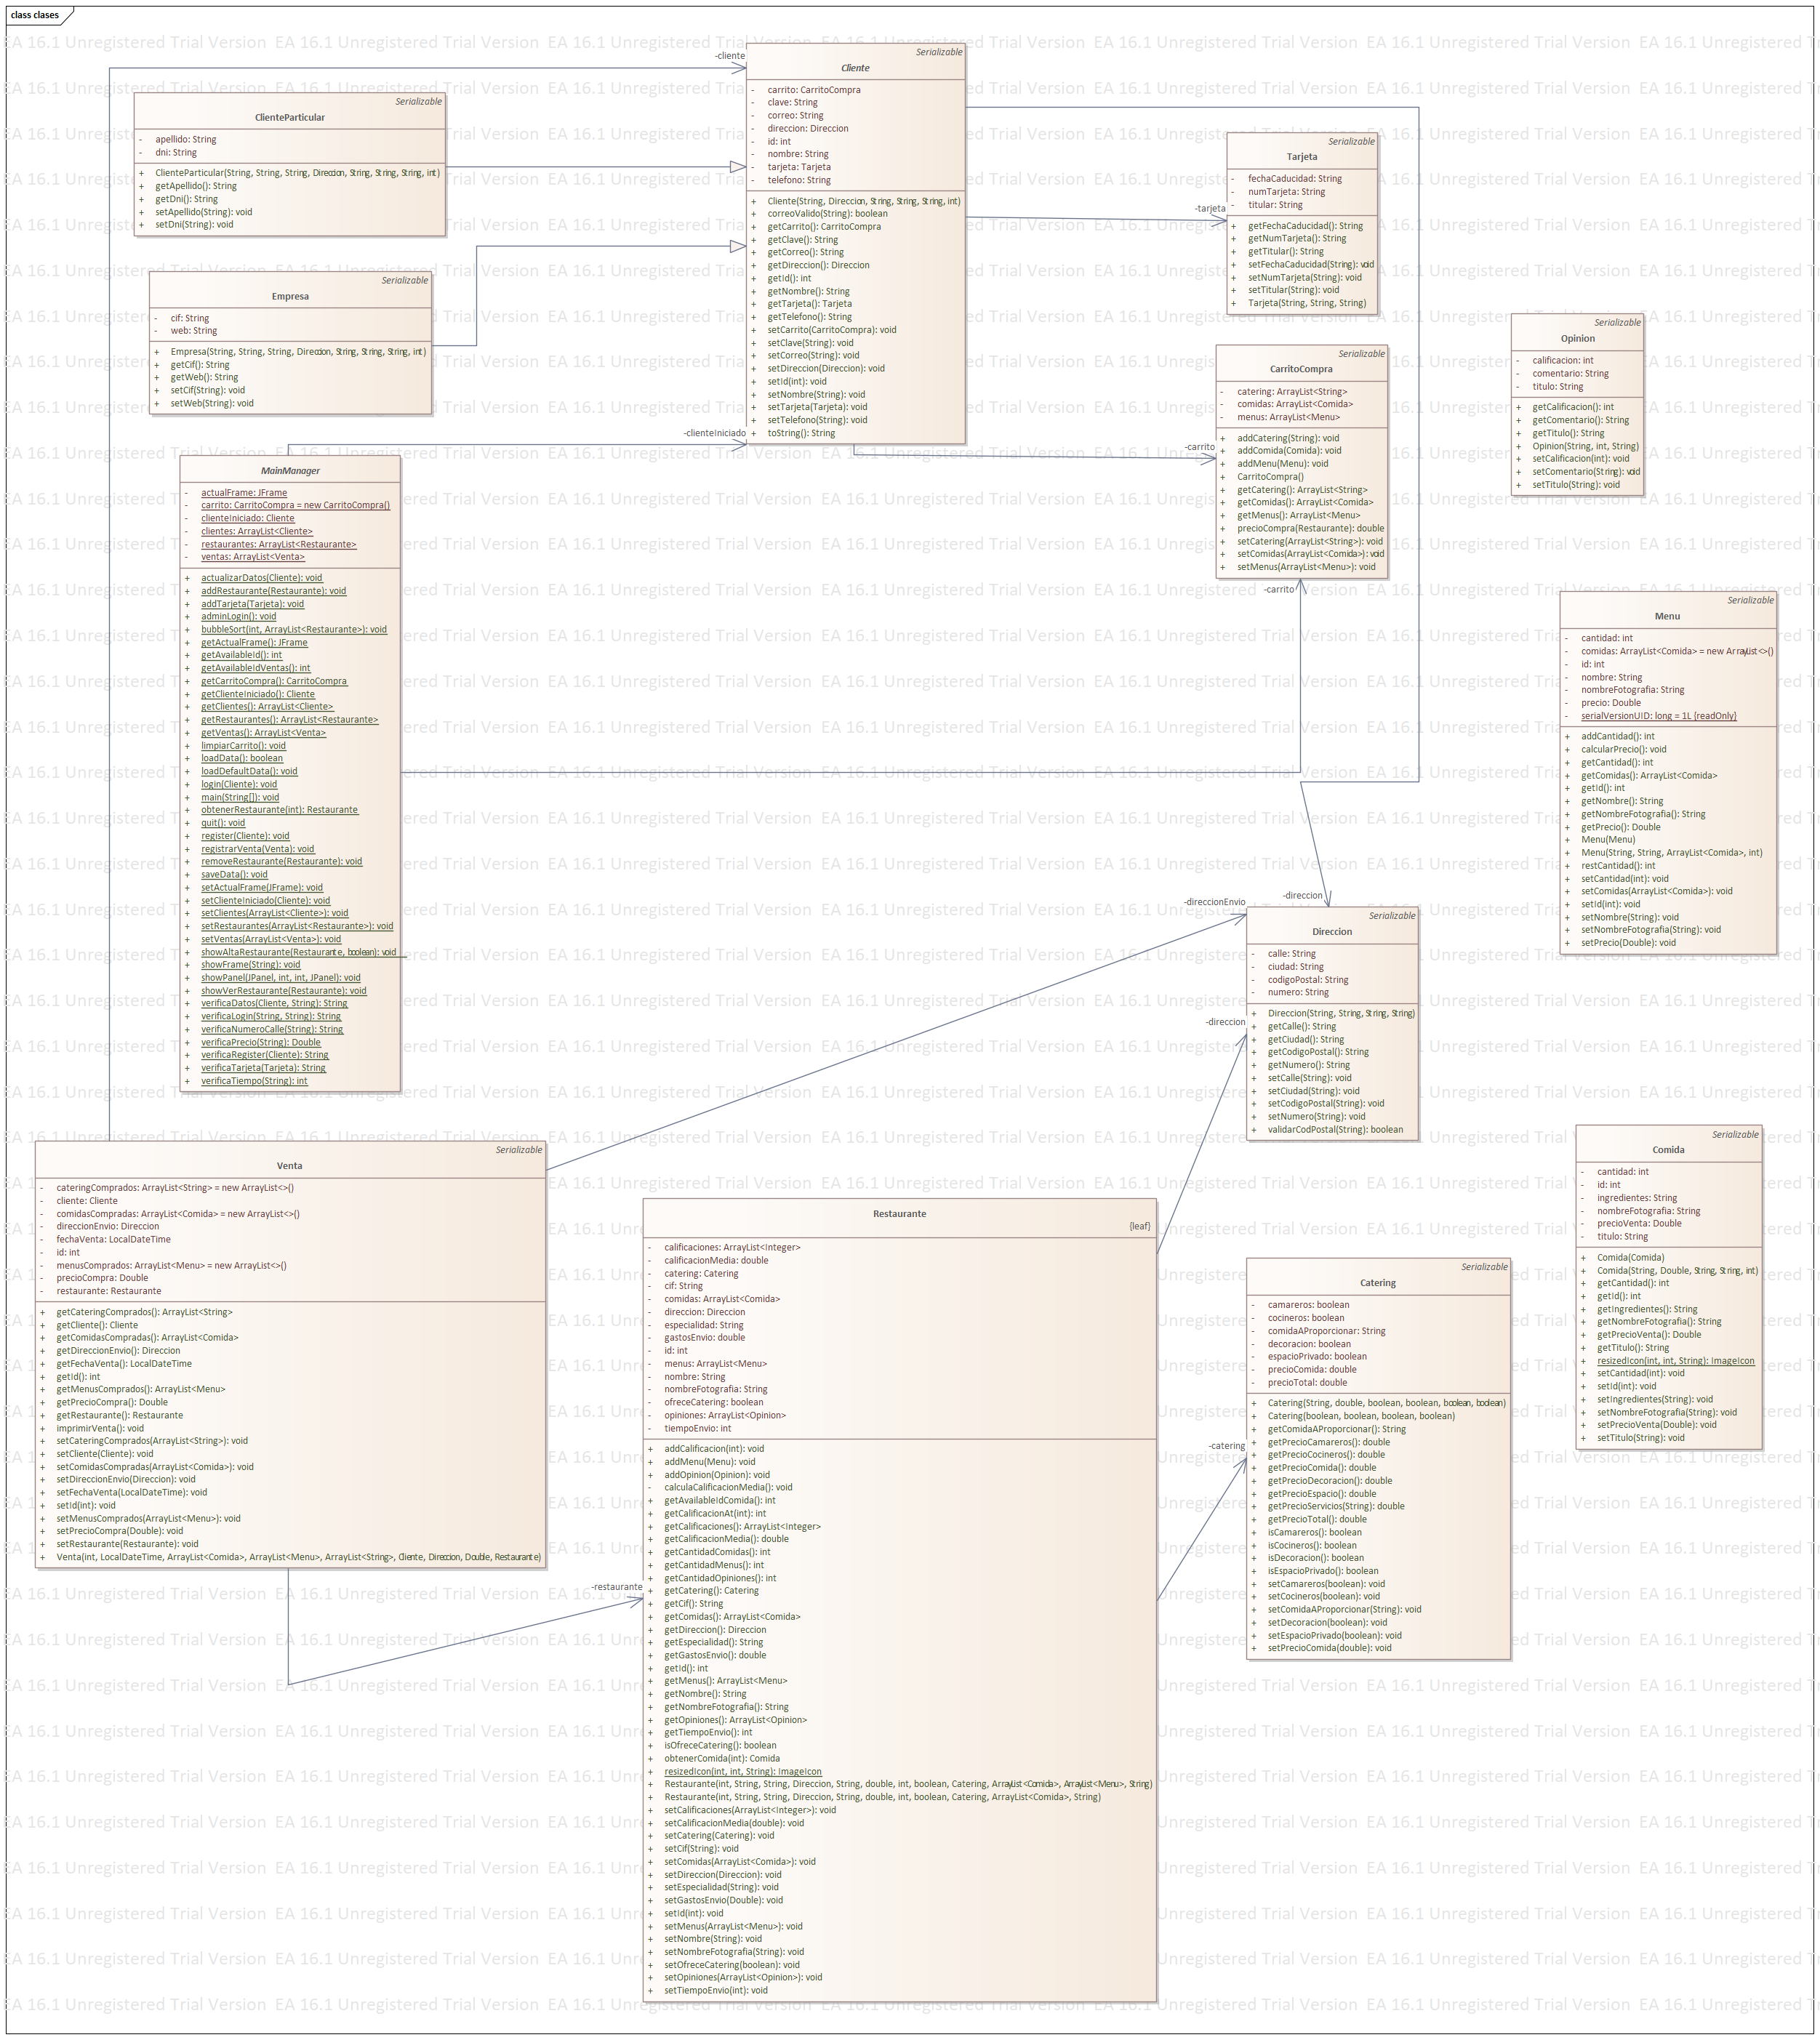 class clases
EA 16.1 Unregistered Trial Version
-cliente
Serializable
Cliente
- carrito: CarritoCompra
- clave: String
- correo: String
- direccion: Direccion
- id: int
- nombre: String
- tarjeta: Tarjeta
- telefono: String
+ Cliente(String, Direccion, String, String, String, int)
+ correoValido(String): boolean
+ getCarrito(): CarritoCompra
+ getClave(): String
+ getCorreo(): String
+ getDireccion(): Direccion
+ getId(): int
+ getNombre(): String
+ getTarjeta(): Tarjeta
+ getTelefono(): String
+ setCarrito(CarritoCompra): void
+ setClave(String): void
+ setCorreo(String): void
+ setDireccion(Direccion): void
+ setId(int): void
+ setNombre(String): void
+ setTarjeta(Tarjeta): void
+ setTelefono(String): void
+ toString(): String
Serializable
ClienteParticular
- apellido: String
- dni: String
+ ClienteParticular(String, String, String, Direccion, String, String, String, int)
+ getApellido(): String
+ getDni(): String
+ setApellido(String): void
+ setDni(String): void
Serializable
Empresa
- cif: String
- web: String
+ Empresa(String, String, String, Direccion, String, String, String, int)
+ getCif(): String
+ getWeb(): String
+ setCif(String): void
+ setWeb(String): void
-tarjeta
Serializable
Tarjeta
- fechaCaducidad: String
- numTarjeta: String
- titular: String
+ getFechaCaducidad(): String
+ getNumTarjeta(): String
+ getTitular(): String
+ setFechaCaducidad(String): void
+ setNumTarjeta(String): void
+ setTitular(String): void
+ Tarjeta(String, String, String)
Serializable
Opinion
- calificacion: int
- comentario: String
- titulo: String
+ getCalificacion(): int
+ getComentario(): String
+ getTitulo(): String
+ Opinion(String, int, String)
+ setCalificacion(int): void
+ setComentario(String): void
+ setTitulo(String): void
-carrito
Serializable
CarritoCompra
- catering: ArrayList<String>
- comidas: ArrayList<Comida>
- menus: ArrayList<Menu>
+ addCatering(String): void
+ addComida(Comida): void
+ addMenu(Menu): void
+ CarritoCompra()
+ getCatering(): ArrayList<String>
+ getComidas(): ArrayList<Comida>
+ getMenus(): ArrayList<Menu>
+ precioCompra(Restaurante): double
+ setCatering(ArrayList<String>): void
+ setComidas(ArrayList<Comida>): void
+ setMenus(ArrayList<Menu>): void
-carrito
-clienteIniciado
MainManager
- actualFrame: JFrame
- carrito: CarritoCompra = new CarritoCompra()
- clienteIniciado: Cliente
- clientes: ArrayList<Cliente>
- restaurantes: ArrayList<Restaurante>
- ventas: ArrayList<Venta>
+ actualizarDatos(Cliente): void
+ addRestaurante(Restaurante): void
+ addTarjeta(Tarjeta): void
+ adminLogin(): void
+ bubbleSort(int, ArrayList<Restaurante>): void
+ getActualFrame(): JFrame
+ getAvailableId(): int
+ getAvailableIdVentas(): int
+ getCarritoCompra(): CarritoCompra
+ getClienteIniciado(): Cliente
+ getClientes(): ArrayList<Cliente>
+ getRestaurantes(): ArrayList<Restaurante>
+ getVentas(): ArrayList<Venta>
+ limpiarCarrito(): void
+ loadData(): boolean
+ loadDefaultData(): void
+ login(Cliente): void
+ main(String[]): void
+ obtenerRestaurante(int): Restaurante
+ quit(): void
+ register(Cliente): void
+ registrarVenta(Venta): void
+ removeRestaurante(Restaurante): void
+ saveData(): void
+ setActualFrame(JFrame): void
+ setClienteIniciado(Cliente): void
+ setClientes(ArrayList<Cliente>): void
+ setRestaurantes(ArrayList<Restaurante>): void
+ setVentas(ArrayList<Venta>): void
+ showAltaRestaurante(Restaurante, boolean): void
+ showFrame(String): void
+ showPanel(JPanel, int, int, JPanel): void
+ showVerRestaurante(Restaurante): void
+ verificaDatos(Cliente, String): String
+ verificaLogin(String, String): String
+ verificaNumeroCalle(String): String
+ verificaPrecio(String): Double
+ verificaRegister(Cliente): String
+ verificaTarjeta(Tarjeta): String
+ verificaTiempo(String): int
Serializable
Menu
- cantidad: int
- comidas: ArrayList<Comida> = new ArrayList<>()
- id: int
- nombre: String
- nombreFotografia: String
- precio: Double
- serialVersionUID: long = 1L {readOnly}
+ addCantidad(): int
+ calcularPrecio(): void
+ getCantidad(): int
+ getComidas(): ArrayList<Comida>
+ getId(): int
+ getNombre(): String
+ getNombreFotografia(): String
+ getPrecio(): Double
+ Menu(Menu)
+ Menu(String, String, ArrayList<Comida>, int)
+ restCantidad(): int
+ setCantidad(int): void
+ setComidas(ArrayList<Comida>): void
+ setId(int): void
+ setNombre(String): void
+ setNombreFotografia(String): void
+ setPrecio(Double): void
-direccionEnvio
-direccion
-direccion
Serializable
Direccion
- calle: String
- ciudad: String
- codigoPostal: String
- numero: String
+ Direccion(String, String, String, String)
+ getCalle(): String
+ getCiudad(): String
+ getCodigoPostal(): String
+ getNumero(): String
+ setCalle(String): void
+ setCiudad(String): void
+ setCodigoPostal(String): void
+ setNumero(String): void
+ validarCodPostal(String): boolean
Serializable
Venta
- cateringComprados: ArrayList<String> = new ArrayList<>()
- cliente: Cliente
- comidasCompradas: ArrayList<Comida> = new ArrayList<>()
- direccionEnvio: Direccion
- fechaVenta: LocalDateTime
- id: int
- menusComprados: ArrayList<Menu> = new ArrayList<>()
- precioCompra: Double
- restaurante: Restaurante
+ getCateringComprados(): ArrayList<String>
+ getCliente(): Cliente
+ getComidasCompradas(): ArrayList<Comida>
+ getDireccionEnvio(): Direccion
+ getFechaVenta(): LocalDateTime
+ getId(): int
+ getMenusComprados(): ArrayList<Menu>
+ getPrecioCompra(): Double
+ getRestaurante(): Restaurante
+ imprimirVenta(): void
+ setCateringComprados(ArrayList<String>): void
+ setCliente(Cliente): void
+ setComidasCompradas(ArrayList<Comida>): void
+ setDireccionEnvio(Direccion): void
+ setFechaVenta(LocalDateTime): void
+ setId(int): void
+ setMenusComprados(ArrayList<Menu>): void
+ setPrecioCompra(Double): void
+ setRestaurante(Restaurante): void
+ Venta(int, LocalDateTime, ArrayList<Comida>, ArrayList<Menu>, ArrayList<String>, Cliente, Direccion, Double, Restaurante)
-restaurante
Restaurante
{leaf}
- calificaciones: ArrayList<Integer>
- calificacionMedia: double
- catering: Catering
- cif: String
- comidas: ArrayList<Comida>
- direccion: Direccion
- especialidad: String
- gastosEnvio: double
- id: int
- menus: ArrayList<Menu>
- nombre: String
- nombreFotografia: String
- ofreceCatering: boolean
- opiniones: ArrayList<Opinion>
- tiempoEnvio: int
+ addCalificacion(int): void
+ addMenu(Menu): void
+ addOpinion(Opinion): void
- calculaCalificacionMedia(): void
+ getAvailableIdComida(): int
+ getCalificacionAt(int): int
+ getCalificaciones(): ArrayList<Integer>
+ getCalificacionMedia(): double
+ getCantidadComidas(): int
+ getCantidadMenus(): int
+ getCantidadOpiniones(): int
+ getCatering(): Catering
+ getCif(): String
+ getComidas(): ArrayList<Comida>
+ getDireccion(): Direccion
+ getEspecialidad(): String
+ getGastosEnvio(): double
+ getId(): int
+ getMenus(): ArrayList<Menu>
+ getNombre(): String
+ getNombreFotografia(): String
+ getOpiniones(): ArrayList<Opinion>
+ getTiempoEnvio(): int
+ isOfreceCatering(): boolean
+ obtenerComida(int): Comida
+ resizedIcon(int, int, String): ImageIcon
+ Restaurante(int, String, String, Direccion, String, double, int, boolean, Catering, ArrayList<Comida>, ArrayList<Menu>, String)
+ Restaurante(int, String, String, Direccion, String, double, int, boolean, Catering, ArrayList<Comida>, String)
+ setCalificaciones(ArrayList<Integer>): void
+ setCalificacionMedia(double): void
+ setCatering(Catering): void
+ setCif(String): void
+ setComidas(ArrayList<Comida>): void
+ setDireccion(Direccion): void
+ setEspecialidad(String): void
+ setGastosEnvio(Double): void
+ setId(int): void
+ setMenus(ArrayList<Menu>): void
+ setNombre(String): void
+ setNombreFotografia(String): void
+ setOfreceCatering(boolean): void
+ setOpiniones(ArrayList<Opinion>): void
+ setTiempoEnvio(int): void
-catering
Serializable
Catering
- camareros: boolean
- cocineros: boolean
- comidaAProporcionar: String
- decoracion: boolean
- espacioPrivado: boolean
- precioComida: double
- precioTotal: double
+ Catering(String, double, boolean, boolean, boolean, boolean)
+ Catering(boolean, boolean, boolean, boolean)
+ getComidaAProporcionar(): String
+ getPrecioCamareros(): double
+ getPrecioCocineros(): double
+ getPrecioComida(): double
+ getPrecioDecoracion(): double
+ getPrecioEspacio(): double
+ getPrecioServicios(String): double
+ getPrecioTotal(): double
+ isCamareros(): boolean
+ isCocineros(): boolean
+ isDecoracion(): boolean
+ isEspacioPrivado(): boolean
+ setCamareros(boolean): void
+ setCocineros(boolean): void
+ setComidaAProporcionar(String): void
+ setDecoracion(boolean): void
+ setEspacioPrivado(boolean): void
+ setPrecioComida(double): void
Serializable
Comida
- cantidad: int
- id: int
- ingredientes: String
- nombreFotografia: String
- precioVenta: Double
- titulo: String
+ Comida(Comida)
+ Comida(String, Double, String, String, int)
+ getCantidad(): int
+ getId(): int
+ getIngredientes(): String
+ getNombreFotografia(): String
+ getPrecioVenta(): Double
+ getTitulo(): String
+ resizedIcon(int, int, String): ImageIcon
+ setCantidad(int): void
+ setId(int): void
+ setIngredientes(String): void
+ setNombreFotografia(String): void
+ setPrecioVenta(Double): void
+ setTitulo(String): void